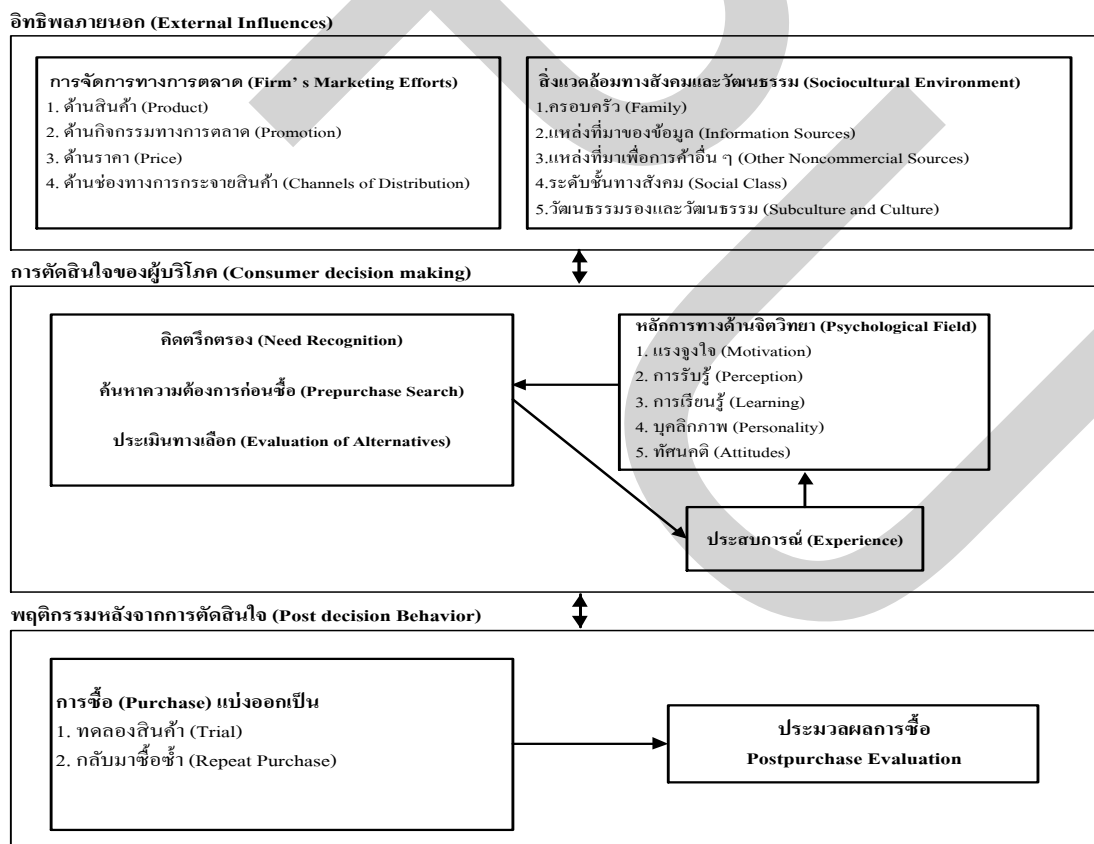 อิทธิพลภายนอก (External Influences)
การจัดการทางการตลาด (Firm’ s Marketing Efforts)
1. ด้านสินค้า (Product)
2. ด้านกิจกรรมทางการตลาด (Promotion)
3. ด้านราคา (Price)
4. ด้านช่องทางการกระจายสินค้า (Channels of Distribution)
สิ่งแวดล้อมทางสังคมและวัฒนธรรม (Sociocultural Environment)
1.ครอบครัว (Family)
2.แหล่งที่มาของข้อมูล (Information Sources)
3.แหล่งที่มาเพื่อการค้าอื่น ๆ (Other Noncommercial Sources)
4.ระดับชั้นทางสังคม (Social Class)
5.วัฒนธรรมรองและวัฒนธรรม (Subculture and Culture)
การตัดสินใจของผู้บริโภค (Consumer decision making)
คิดตรึกตรอง (Need Recognition)
ค้นหาความต้องการก่อนซื้อ (Prepurchase Search)
ประเมินทางเลือก (Evaluation of Alternatives)
หลักการทางด้านจิตวิทยา (Psychological Field)
1. แรงจูงใจ (Motivation)
2. การรับรู้ (Perception)
3. การเรียนรู้ (Learning)
4. บุคลิกภาพ (Personality)
5. ทัศนคติ (Attitudes)
ประสบการณ์ (Experience)
พฤติกรรมหลังจากการตัดสินใจ (Post decision Behavior)
การซื้อ (Purchase) แบ่งออกเป็น
1. ทดลองสินค้า (Trial)
2. กลับมาซื้อซ้ำ (Repeat Purchase)
ประมวลผลการซื้อ
Postpurchase Evaluation